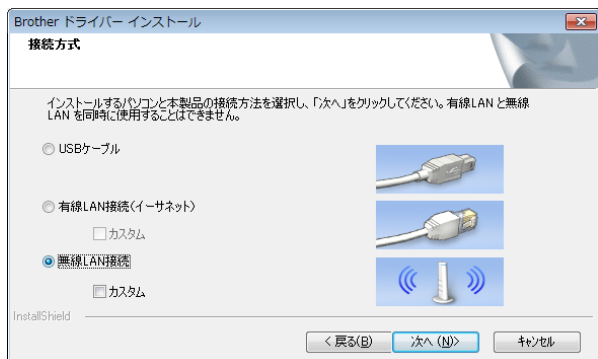 Brother ドライバー インストール
接続方式
インストールするパソコンと本製品の接続方法を選択し、「次へ」をクリックしてください。有線LAN と無線
LAN を同時に使用することはできません。
USBケーブル
有線LAN接続(イーサネット)
カスタム
無線LAN接続
カスタム
InstallShield
< 戻る(B)
次へ (N)>
キャンセル